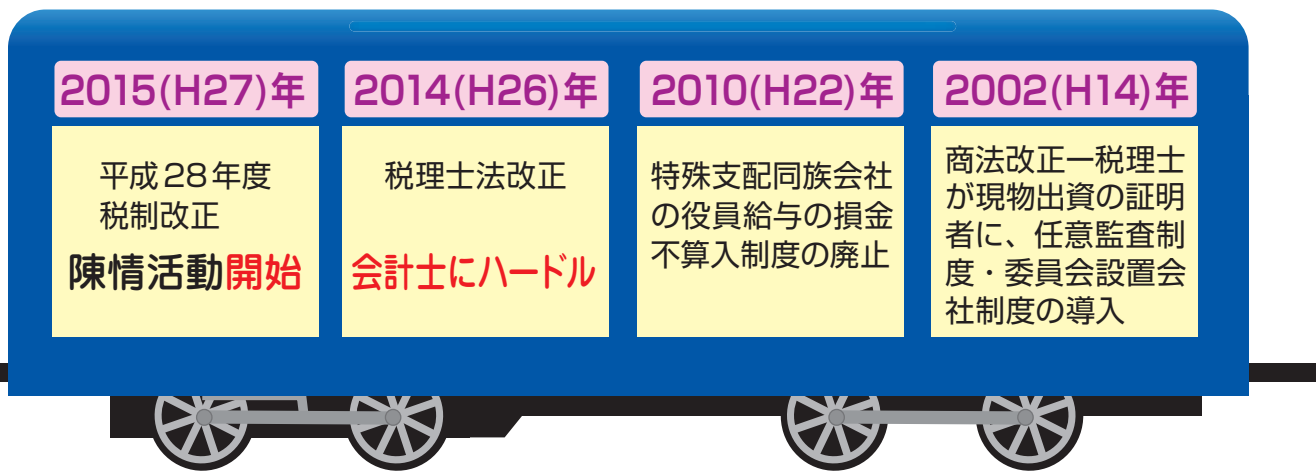 2015(H27)年
平成28年度
税制改正
陳情活動開始
2014(H26)年
税理士法改正
会計士にハードル
2010(H22)年
特殊支配同族会社
の役員給与の損金
不算入制度の廃止
2002(H14)年
商法改正ー税理士
が現物出資の証明
者に、任意監査制
度・委員会設置会
社制度の導入